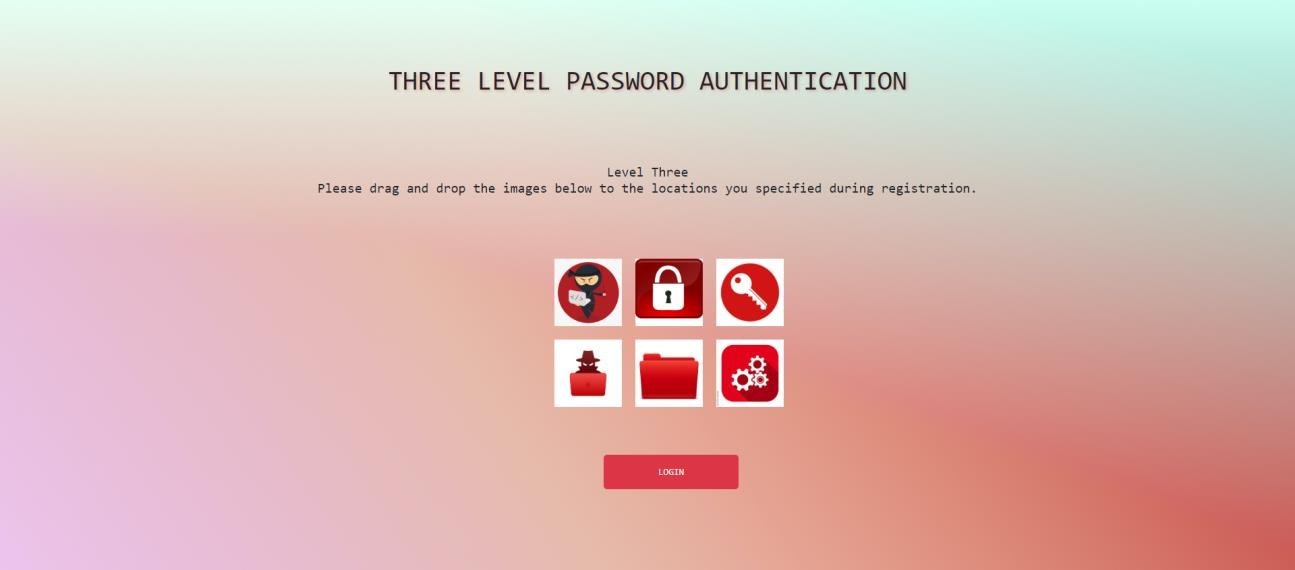 THREE LEVEL PASSWORD AUTHENTICATION
Level Three
Please drag and drop the images below to the locations you specified during registration.
</>
LOGIN